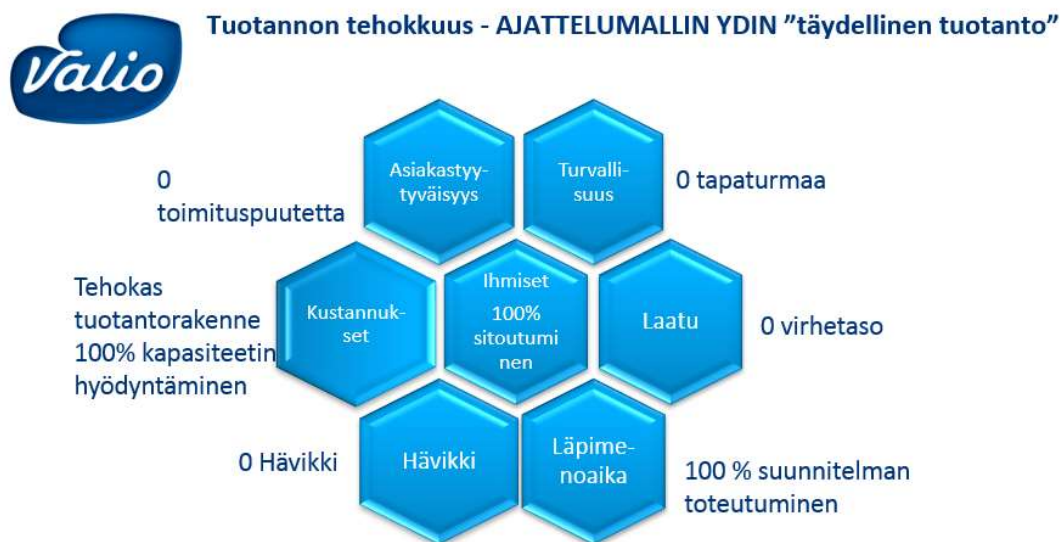 Tuotannon tehokkuus - AJATTELUMALLIN YDIN ”täydellinen tuotanto”
Valio
Asiakastyy-
tyväisyys
Turvalli-
suus
0
toimituspuutetta
0 tapaturmaa
Tehokas
tuotantorakenne
100% kapasiteetin
hyödyntäminen
Kustannuk-
set
Ihmiset
100%
sitoutumi
nen
Laatu
0 virhetaso
0 Hävikki
Hävikki
Läpime-
noaika
100 % suunnitelman
toteutuminen